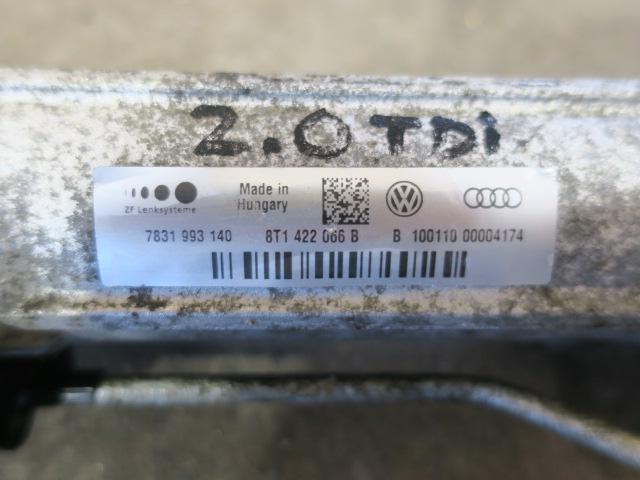 2.0 TDi
ZF Lenksysteme
Made in
Hungary
7831 993 140 8T1 422 066 B B 100110 00004174